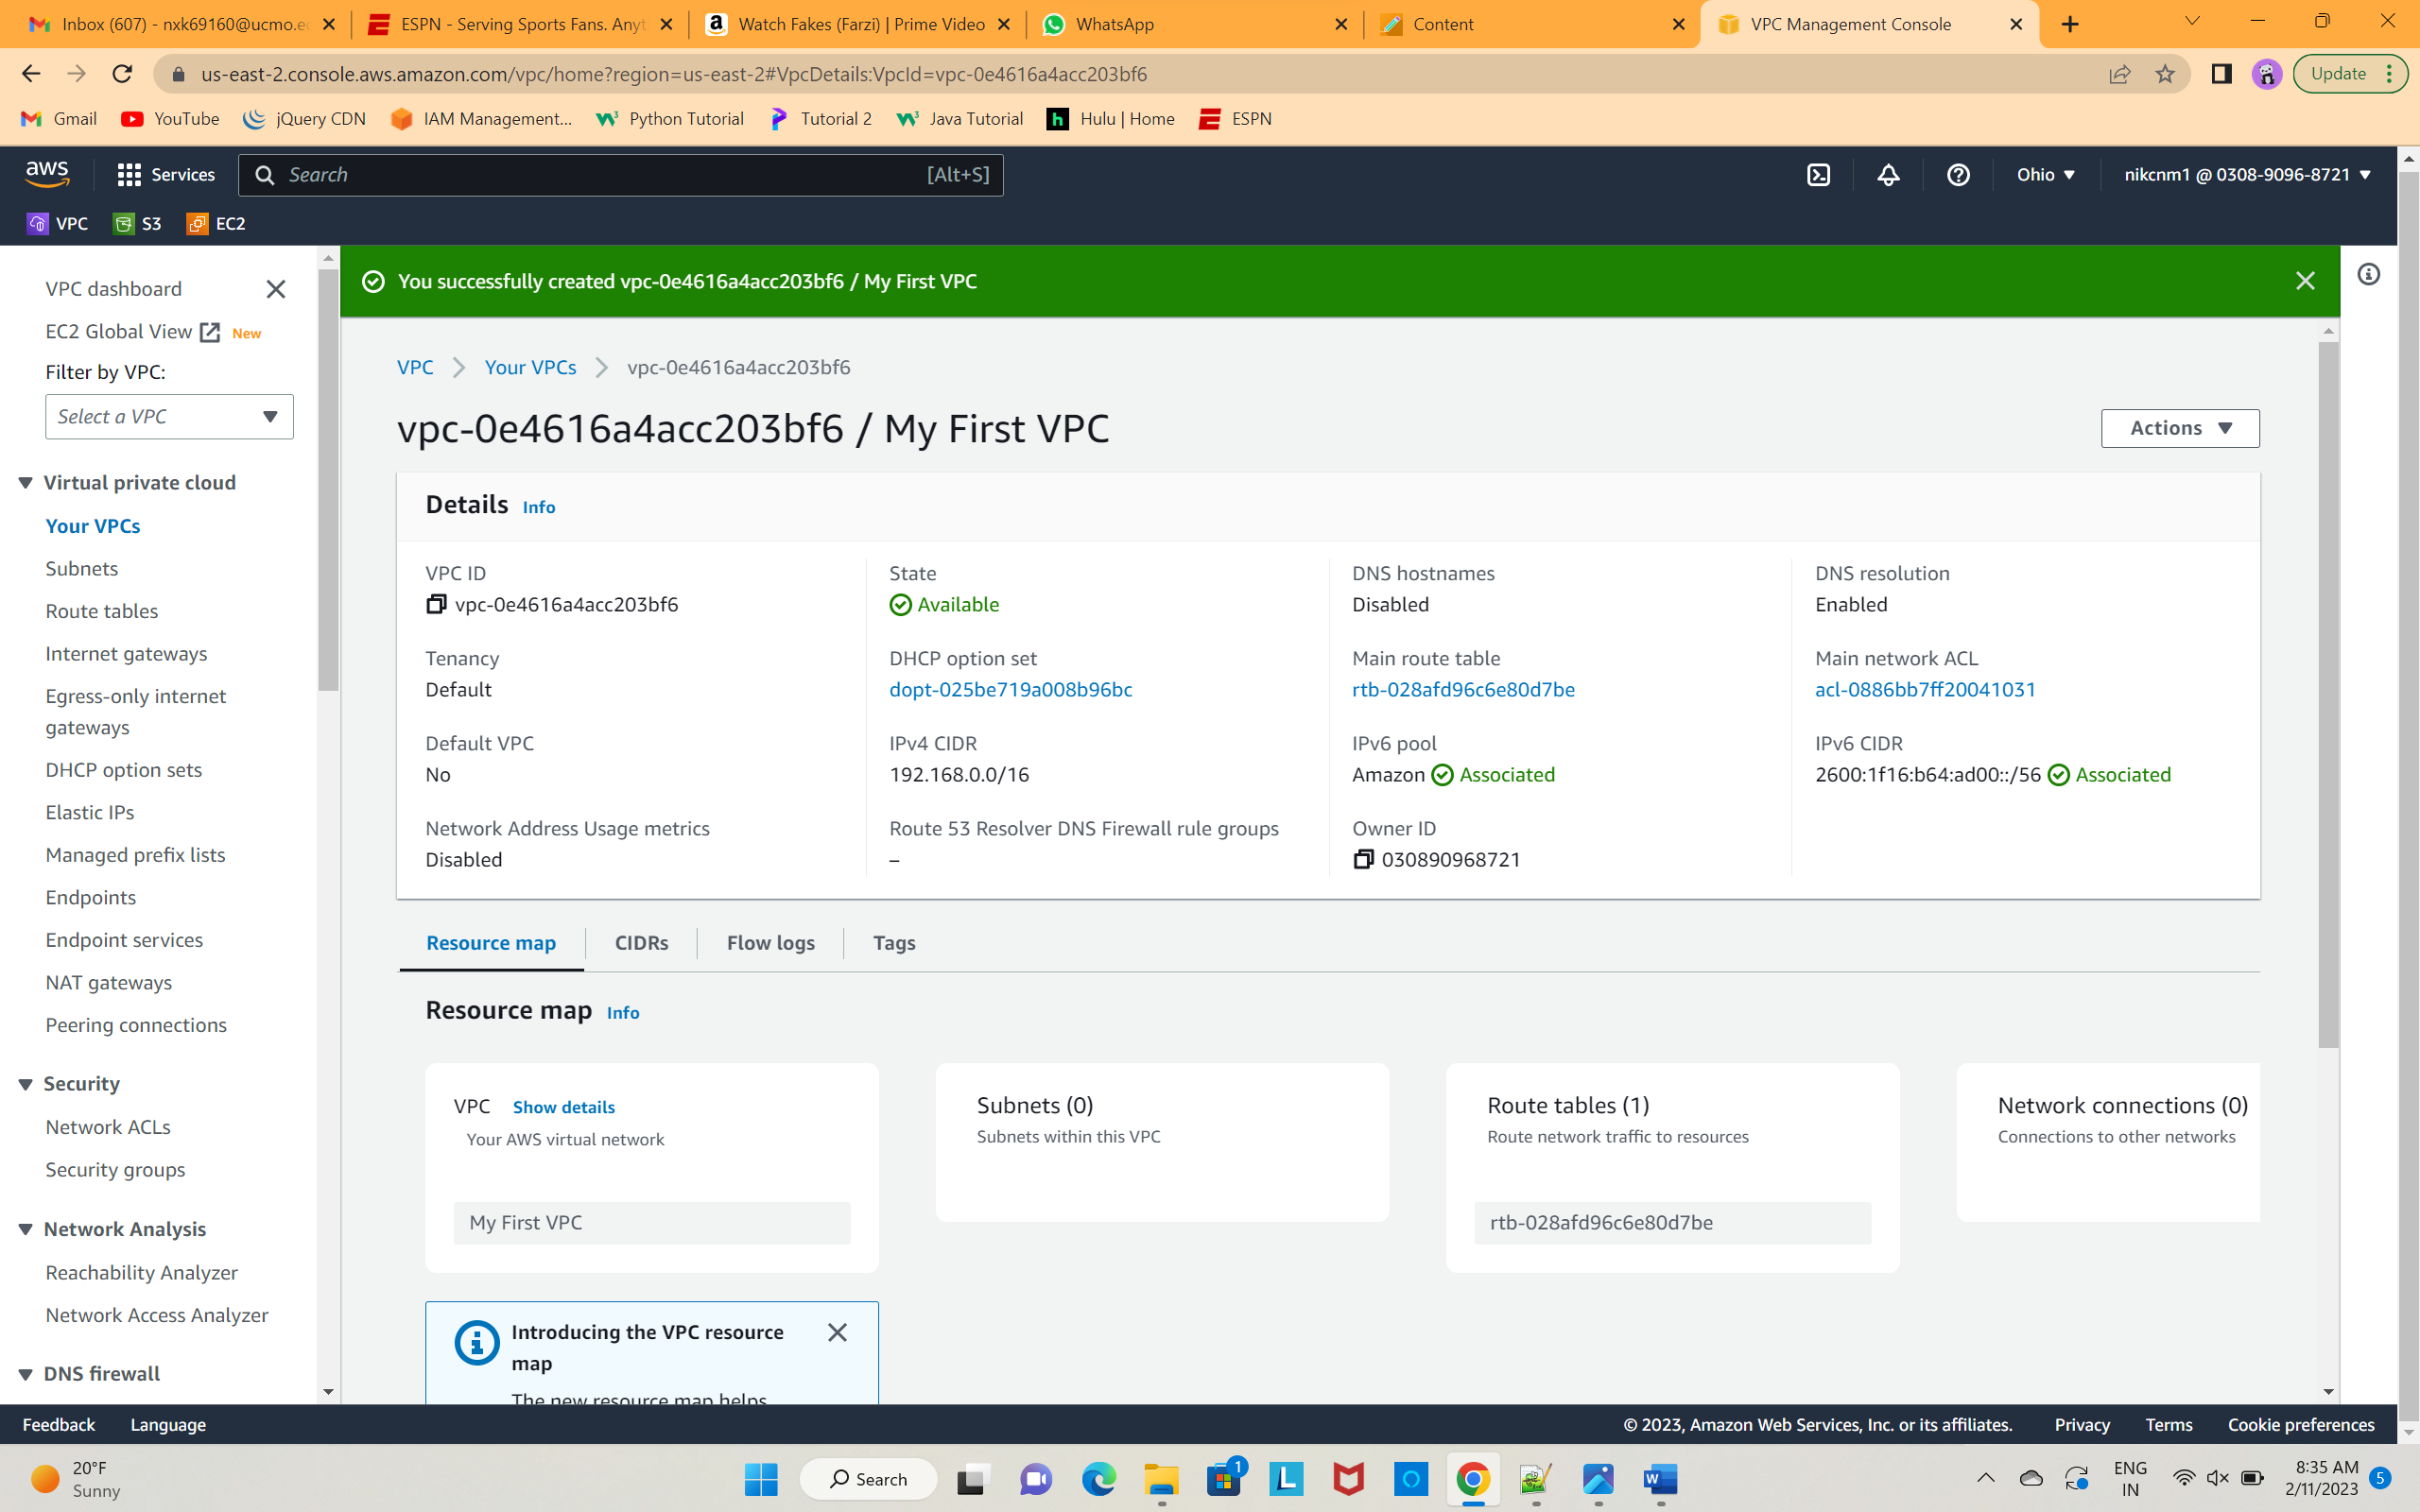 Inbox (607) - nxk69160@ucmo.e
ESPN - Serving Sports Fans. Anyt
Watch Fakes (Farzi) | Prime Video
WhatsApp
Content
VPC Management Console
us-east-2.console.aws.amazon.com/vpc/home?region=us-east-2#VpcDetails:VpcId=vpc-0e4616a4acc203bf6
Update
Gmail
YouTube
jQuery CDN
IAM Management...
Python Tutorial
Tutorial 2
Java Tutorial
Hulu | Home
ESPN
aws
Services
Search
[Alt+S]
Ohio
nikcnm1 @ 0308-9096-8721
VPC
S3
EC2
VPC dashboard
EC2 Global View New
Filter by VPC:
Select a VPC
Virtual private cloud
Your VPCs
Subnets
Route tables
Internet gateways
Egress-only internet
gateways
DHCP option sets
Elastic IPs
Managed prefix lists
Endpoints
Endpoint services
NAT gateways
Peering connections
Security
Network ACLs
Security groups
Network Analysis
Reachability Analyzer
Network Access Analyzer
DNS firewall
You successfully created vpc-0e4616a4acc203bf6 / My First VPC
VPC
Your VPCs
vpc-0e4616a4acc203bf6
vpc-0e4616a4acc203bf6 / My First VPC
Actions
Details Info
VPC ID
vpc-0e4616a4acc203bf6
State
Available
DNS hostnames
Disabled
DNS resolution
Enabled
Tenancy
Default
DHCP option set
dopt-025be719a008b96bc
Main route table
rtb-028afd96c6e80d7be
Main network ACL
acl-0886bb7ff20041031
Default VPC
No
IPv4 CIDR
192.168.0.0/16
IPv6 pool
Amazon Associated
IPv6 CIDR
2600:1f16:b64:ad00::/56 Associated
Network Address Usage metrics
Disabled
Route 53 Resolver DNS Firewall rule groups
–
Owner ID
030890968721
Resource map
CIDRs
Flow logs
Tags
Resource map Info
VPC Show details
Your AWS virtual network
My First VPC
Subnets (0)
Subnets within this VPC
Route tables (1)
Route network traffic to resources
rtb-028afd96c6e80d7be
Network connections (0)
Connections to other networks
Introducing the VPC resource
map
The new resource map helps
Feedback
Language
© 2023, Amazon Web Services, Inc. or its affiliates.
Privacy
Terms
Cookie preferences
20°F
Sunny
Search
1
ENG
IN
8:35 AM
2/11/2023
5